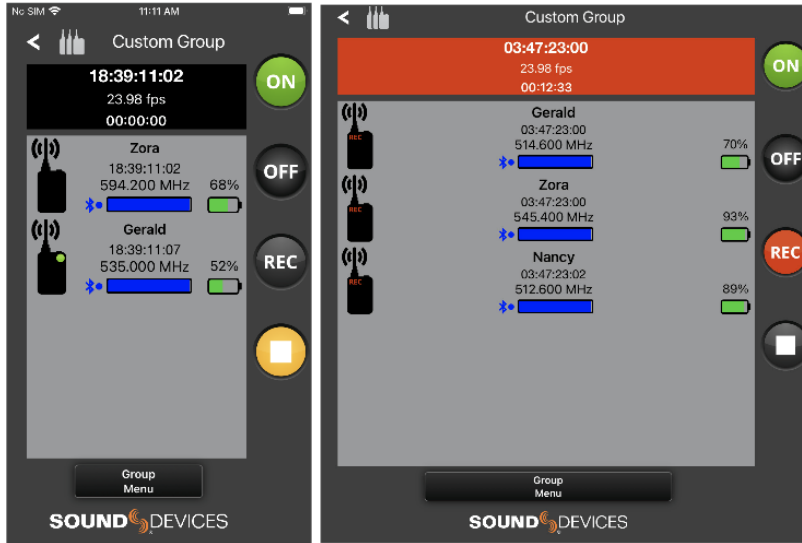 No SIM 11:11 AM
Custom Group
18:39:11:02
23.98 fps
00:00:00
Zora
18:39:11:02
594.200 MHz 68%
Gerald
18:39:11:07
535.000 MHz 52%
ON
OFF
REC
Group
Menu
SOUND DEVICES
Custom Group
03:47:23:00
23.98 fps
00:12:33
REC
Gerald
03:47:23:00
514.600 MHz 70%
REC
Zora
03:47:23:00
545.400 MHz 93%
REC
Nancy
03:47:23:02
512.600 MHz 89%
ON
OFF
REC
Group
Menu
SOUND DEVICES